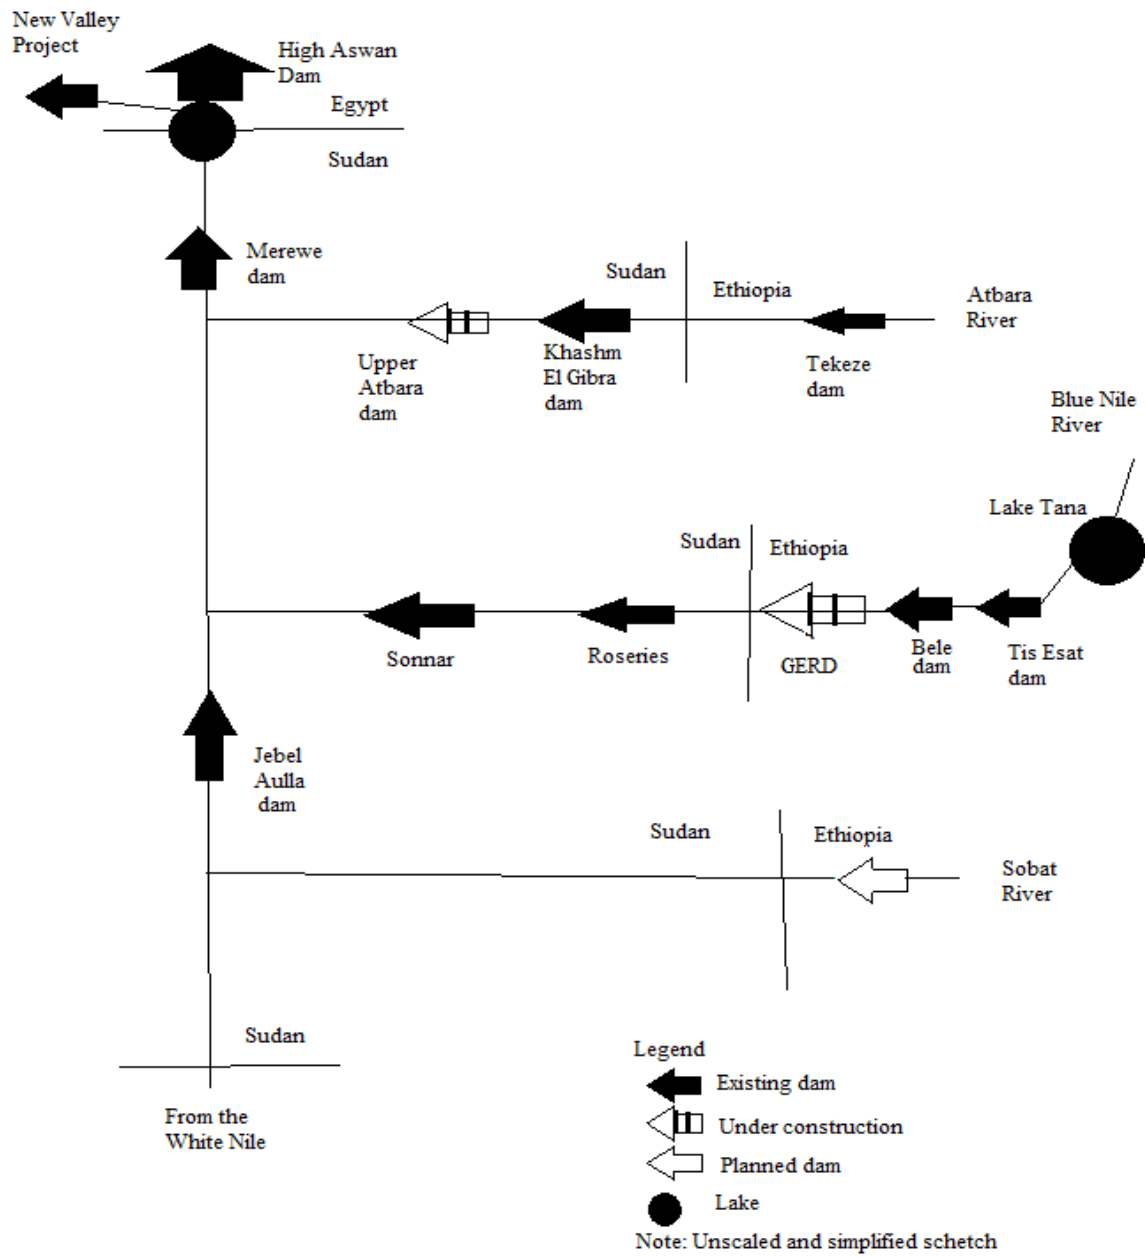 New Valley
Project
High Aswan
Dam
Egypt
Sudan
Merewe
dam
Sudan
Ethiopia
Atbara
River
Upper
Atbara
dam
Khashm
El Gibra
dam
Tekeze
dam
Blue Nile
River
Lake Tana
Sudan
Ethiopia
Sonnar
Roseries
GERD
Bele
dam
Tis Esat
dam
Jebel
Aulla
dam
Sudan
Ethiopia
Sobat
River
Sudan
From the
White Nile
Legend
Existing dam
Under construction
Planned dam
Lake
Note: Unscaled and simplified schetch